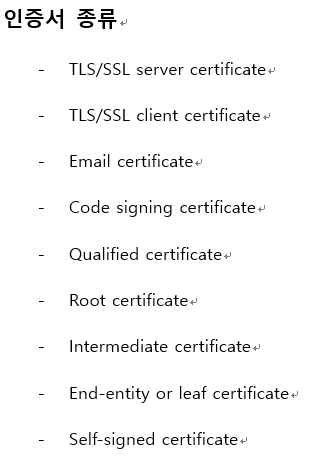 인증서 종류
- TLS/SSL server certificate
- TLS/SSL client certificate
- Email certificate
- Code signing certificate
- Qualified certificate
- Root certificate
- Intermediate certificate
- End-entity or leaf certificate
- Self-signed certificate